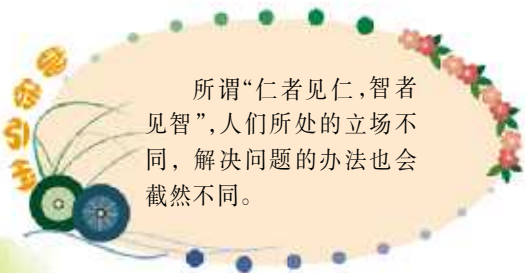 所谓“仁者见仁,智者
见智”,人们所处的立场不
同,解决问题的办法也会
截然不同。